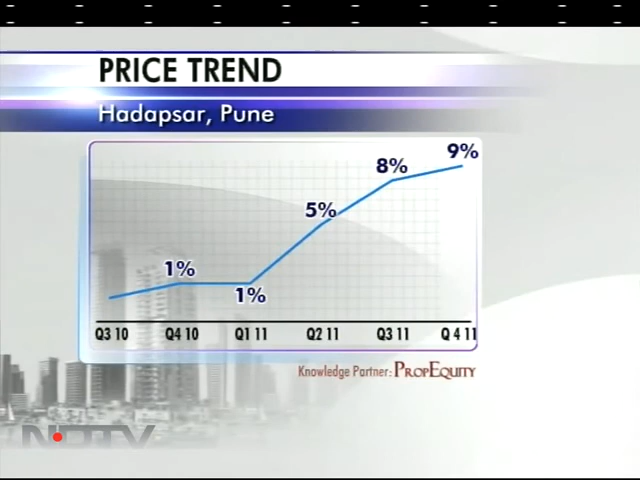 PRICE TREND
Hadapsar, Pune
9%
8%
5%
1%
1%
Q3 10 Q4 10 Q1 11 Q2 11 Q3 11 Q 4 11
Knowledge Partner: PROPEQUITY
NDTV